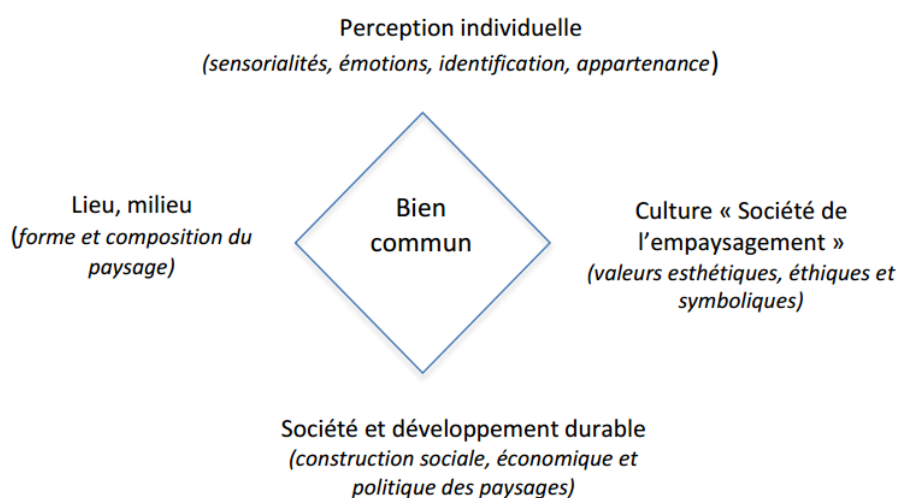 Perception individuelle
(sensorialités, émotions, identification, appartenance)
Lieu, milieu
(forme et composition du
paysage)
Bien
commun
Culture « Société de
l’empaysagement »
(valeurs esthétiques, éthiques et
symboliques)
Société et développement durable
(construction sociale, économique et
politique des paysages)